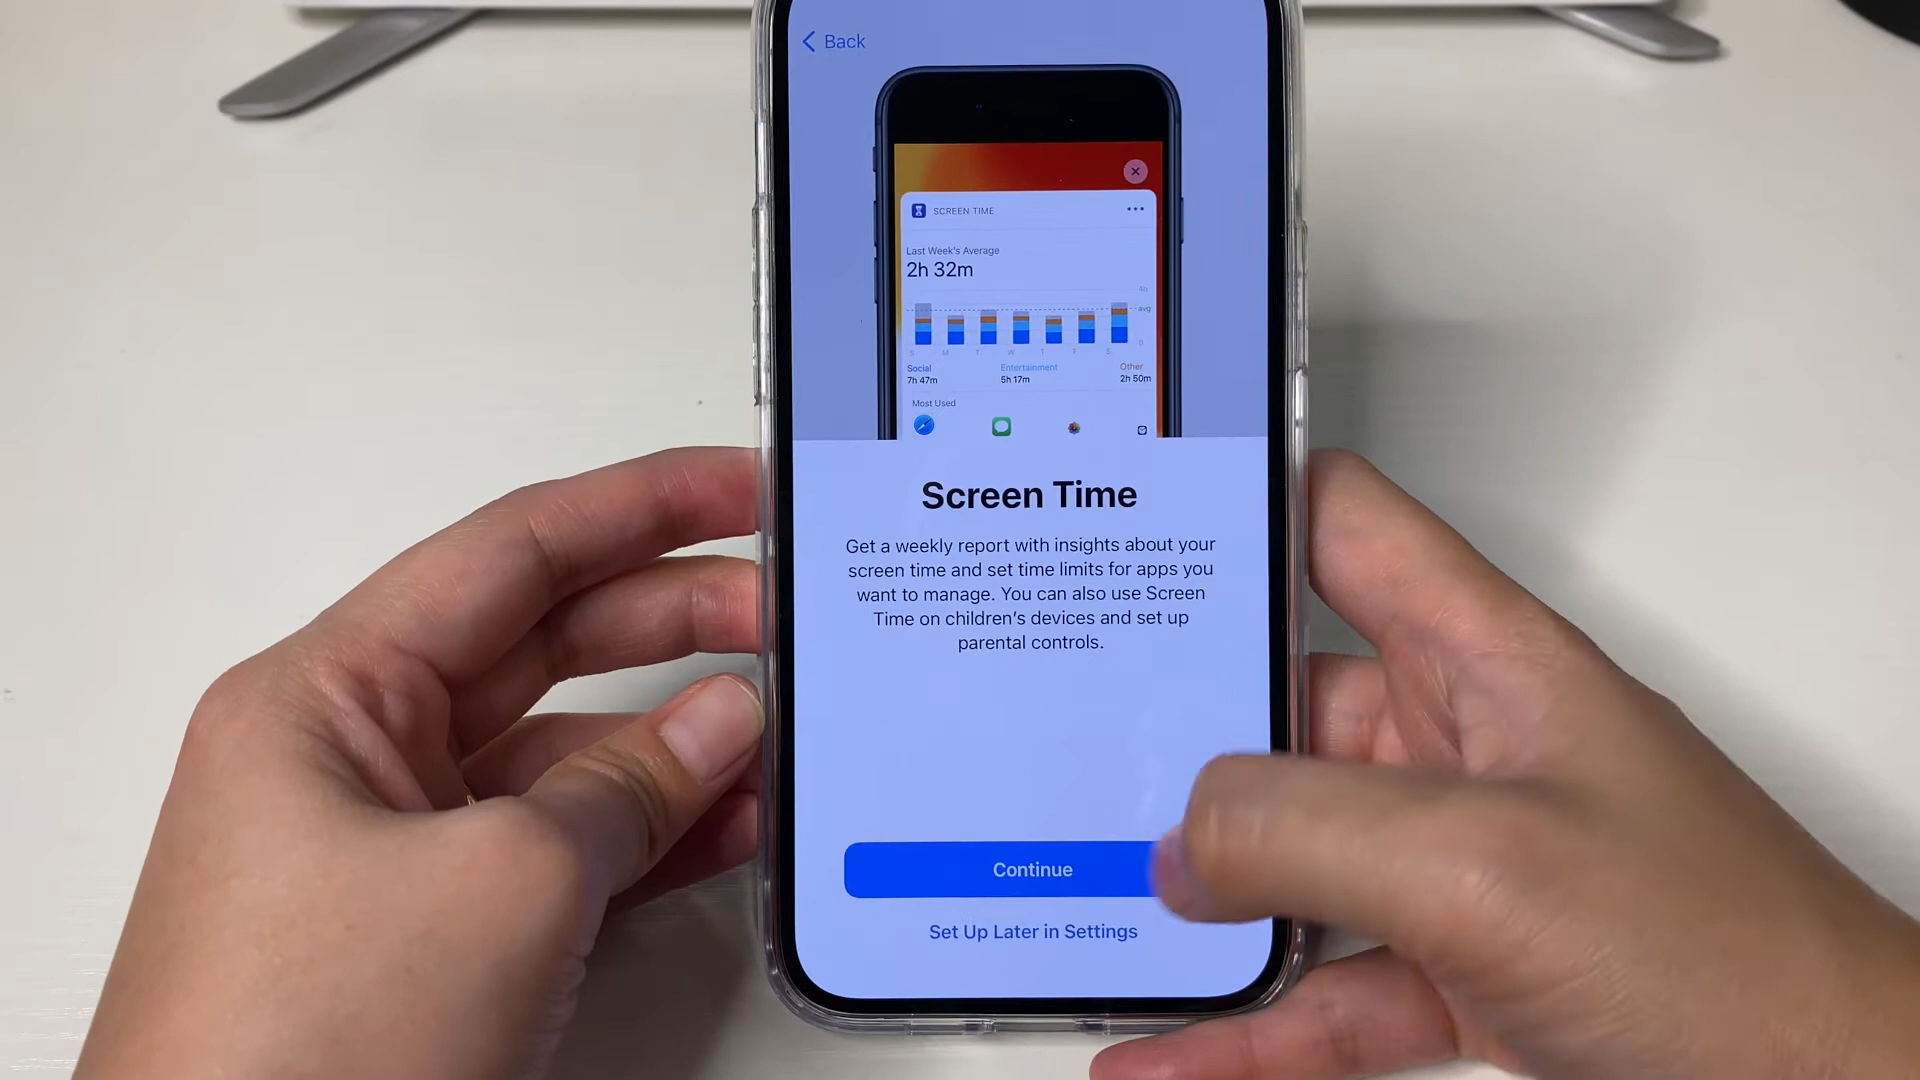 Back
SCREEN TIME
Last Week's Average
2h 32m
4h
avg
0
S M T W T F S
Social Entertainment Other
7h 47m 5h 17m 2h 50m
Most Used
Screen Time
Get a weekly report with insights about your
screen time and set time limits for apps you
want to manage. You can also use Screen
Time on children's devices and set up
parental controls.
Continue
Set Up Later in Settings